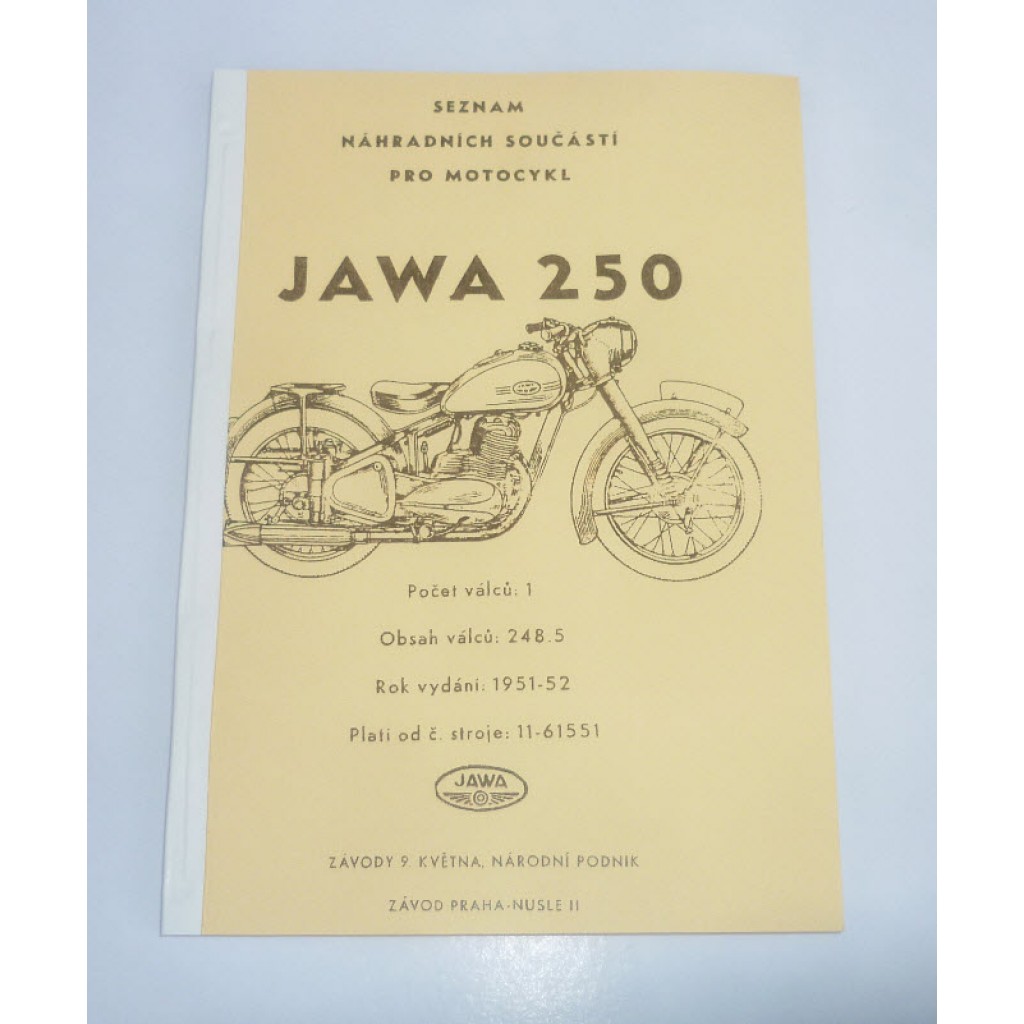 SEZNAM
NÁHRADNÍCH SOUČÁSTÍ
PRO MOTOCYKL
JAWA 250
Počet válců: 1
Obsah válců: 248.5
Rok vydání: 1951-52
Platí od č. stroje: 11-61551
JAWA
ZÁVODY 9. KVĚTNA, NÁRODNÍ PODNIK
ZÁVOD PRAHA-NUSLE II